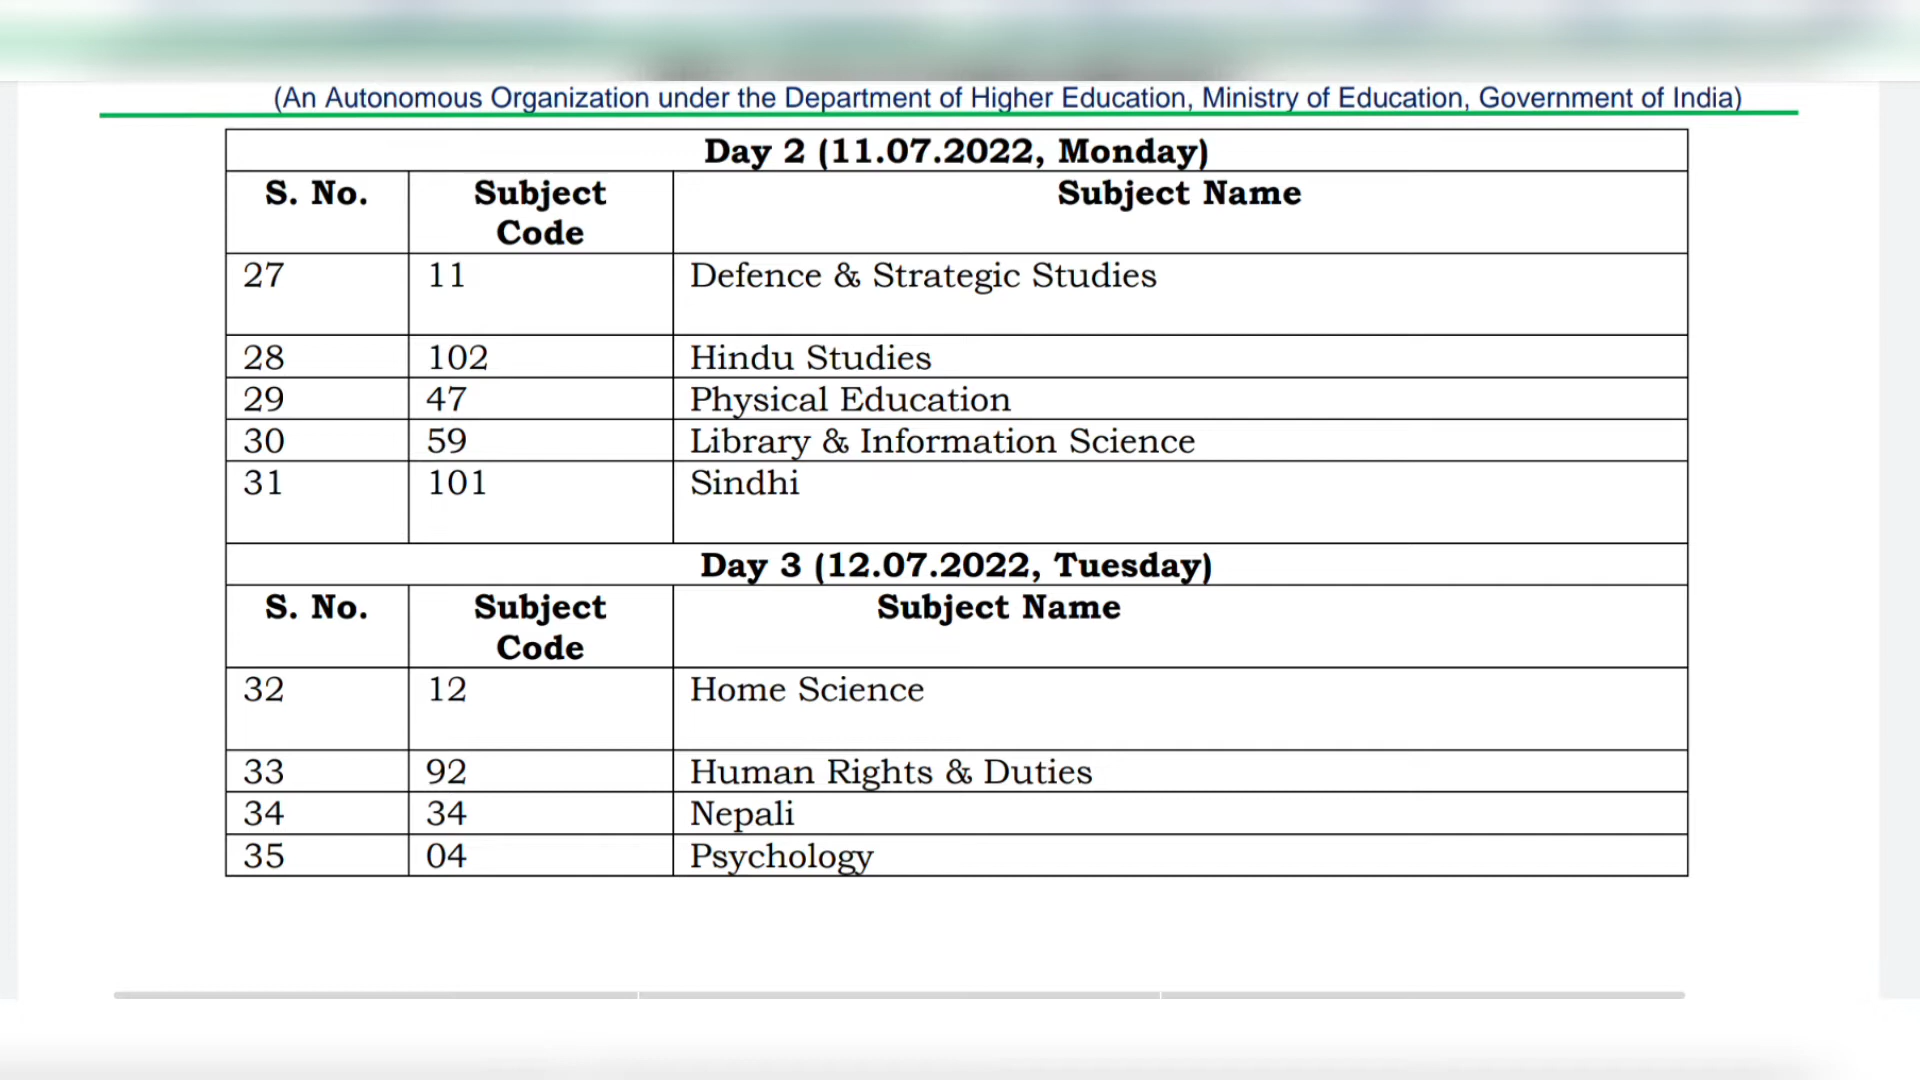 (An Autonomous Organization under the Department of Higher Education, Ministry of Education, Government of India)
Day 2 (11.07.2022, Monday)
S. No. Subject Code Subject Name
27 11 Defence & Strategic Studies
28 102 Hindu Studies
29 47 Physical Education
30 59 Library & Information Science
31 101 Sindhi
Day 3 (12.07.2022, Tuesday)
S. No. Subject Code Subject Name
32 12 Home Science
33 92 Human Rights & Duties
34 34 Nepali
35 04 Psychology